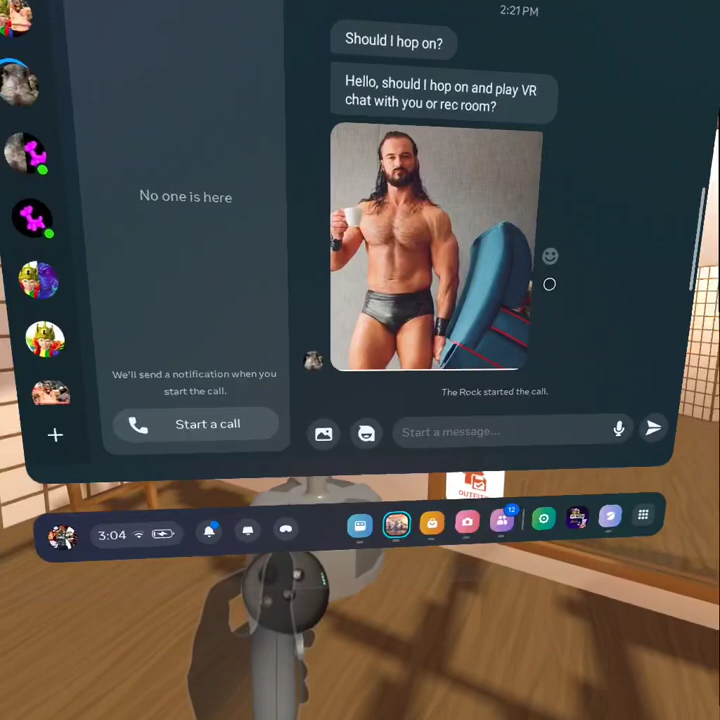 2:21 PM
Should I hop on?
Hello, should I hop on and play VR
chat with you or rec room?
No one is here
We'll send a notification when you
start the call.
Start a call
The Rock started the call.
Start a message...
3:04
12